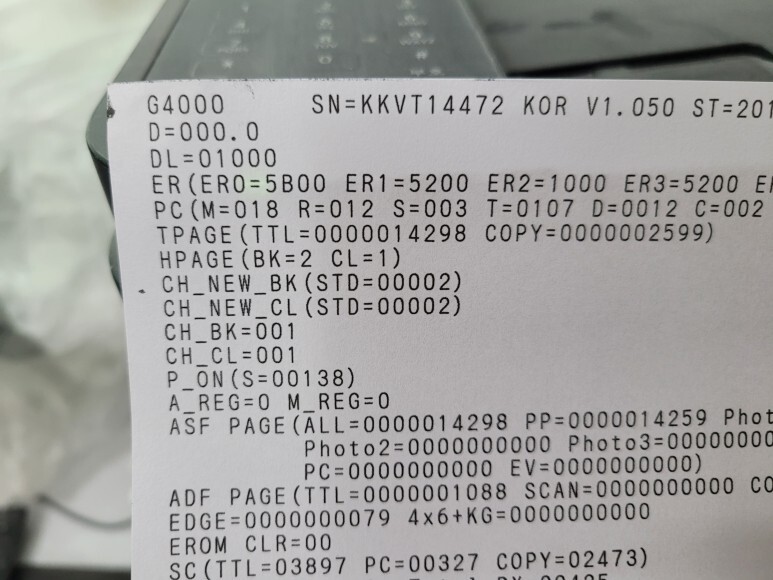 G4000 SN=KKVT14472 KOR V1.050 ST=201
D=000.0
DL=01000
ER(ER0=5B00 ER1=5200 ER2=1000 ER3=5200
PC(M=018 R=012 S=003 T=0107 D=0012 C=002
TPAGE(TTL=0000014298 COPY=0000002599)
HPAGE(BK=2 CL=1)
CH_NEW_BK(STD=00002)
CH_NEW_CL(STD=00002)
CH_BK=001
CH_CL=001
P_ON(S=00138)
A_REG=0 M_REG=0
ASF PAGE(ALL=0000014298 PP=0000014259 Phot
Photo2=0000000000 Photo3=00000000
PC=0000000000 EV=0000000000)
ADF PAGE(TTL=0000001088 SCAN=0000000000 CO
EDGE=0000000079 4x6+KG=0000000000
EROM CLR=00
SC(TTL=03897 PC=00327 COPY=02473)